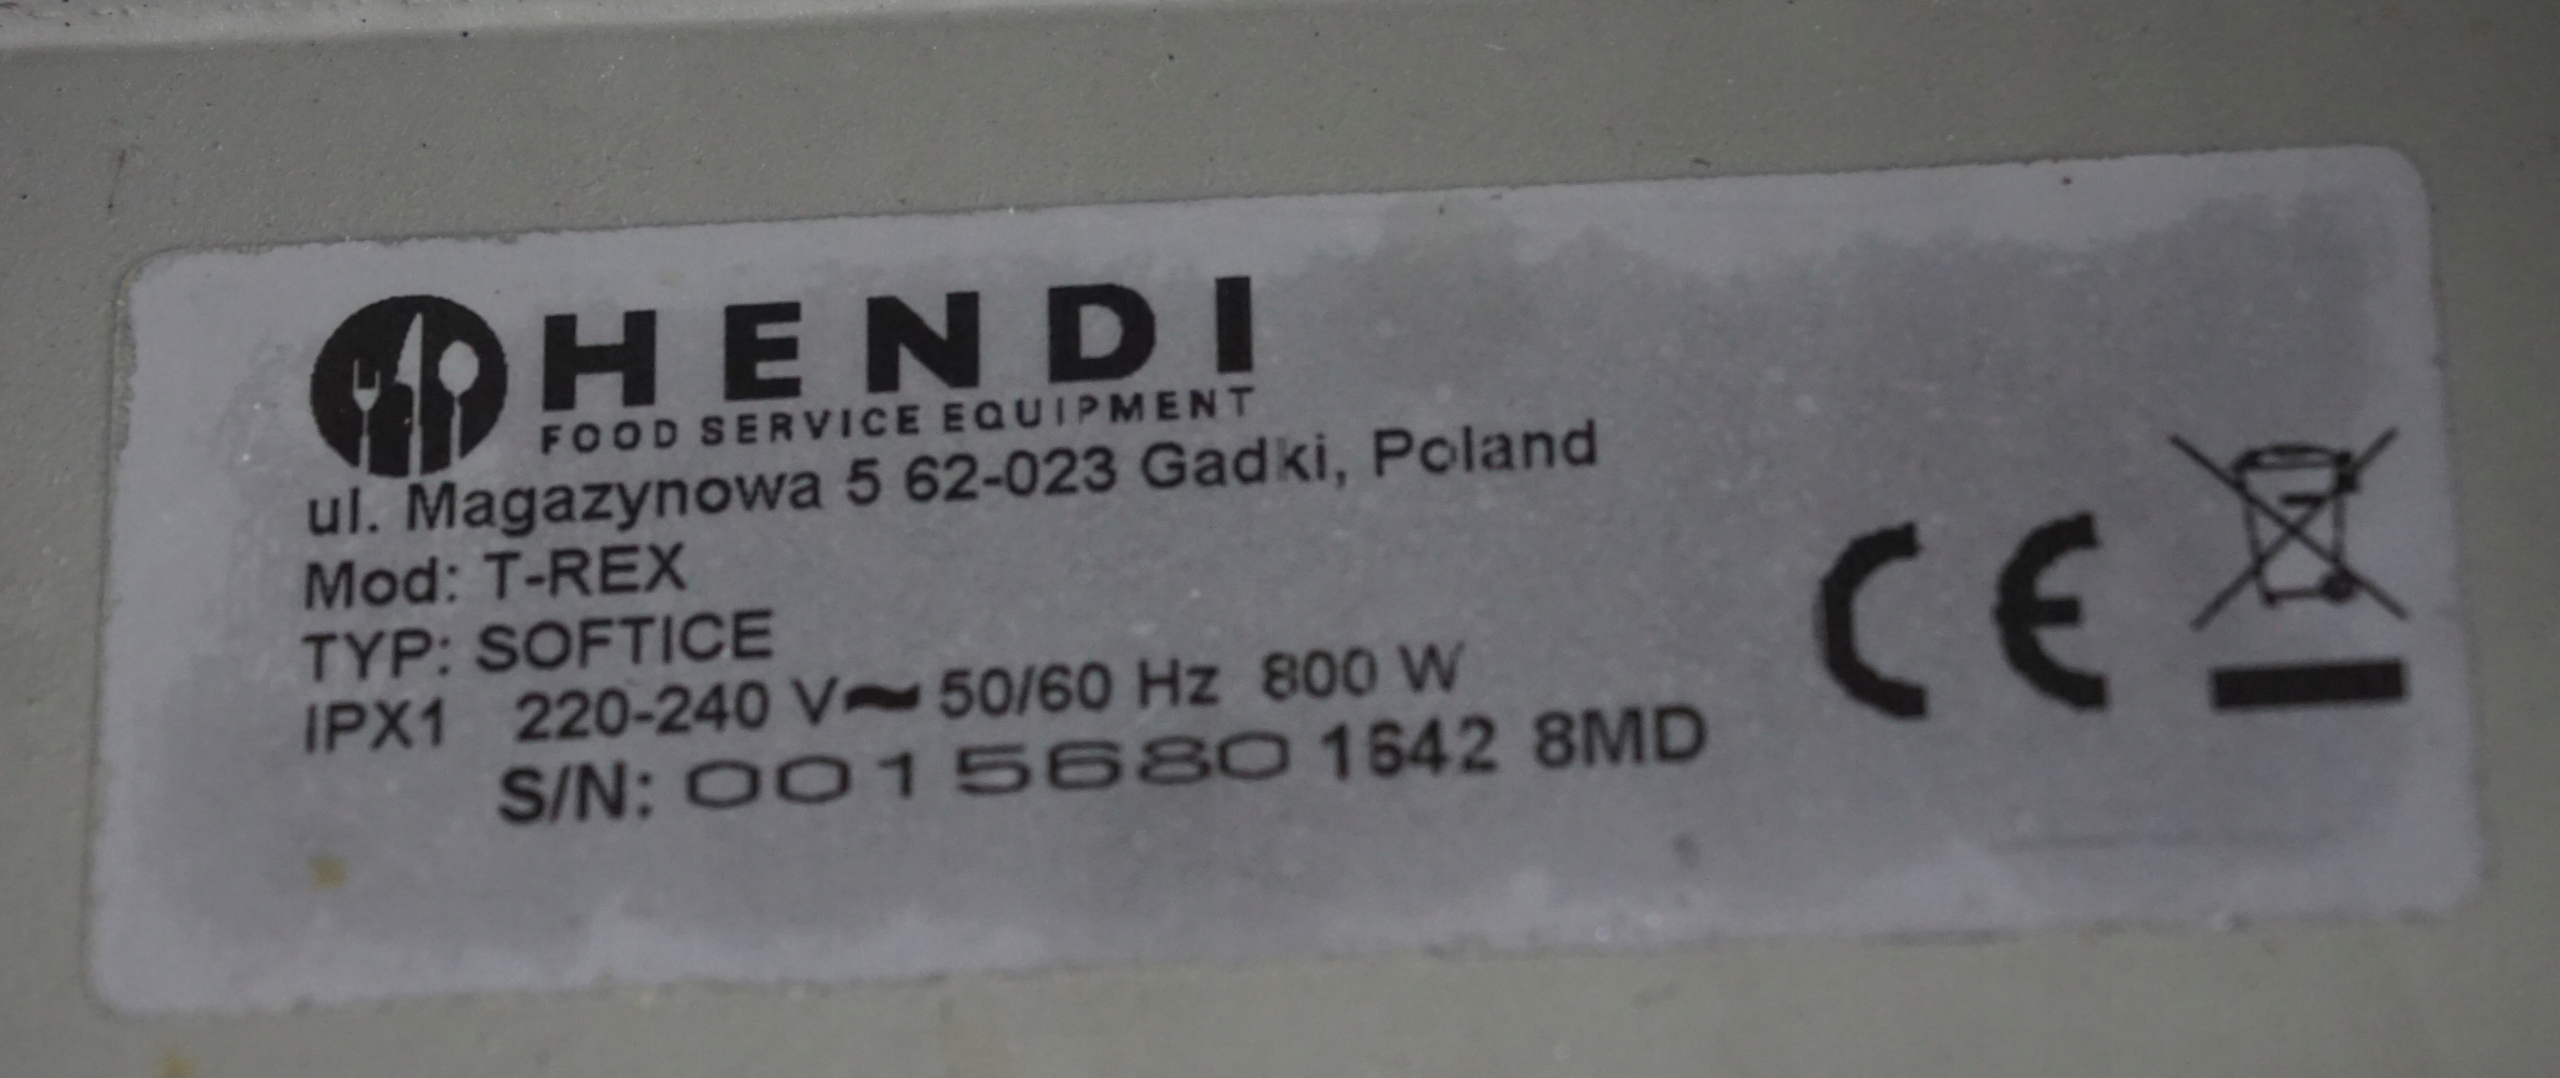 HENDI
FOOD SERVICE EQUIPMENT
ul. Magazynowa 5 62-023 Gadki, Poland
Mod: T-REX
TYP: SOFTICE
IPX1 220-240 V~ 50/60 Hz 800 W
S/N: 0015680 1642 8MD
CE